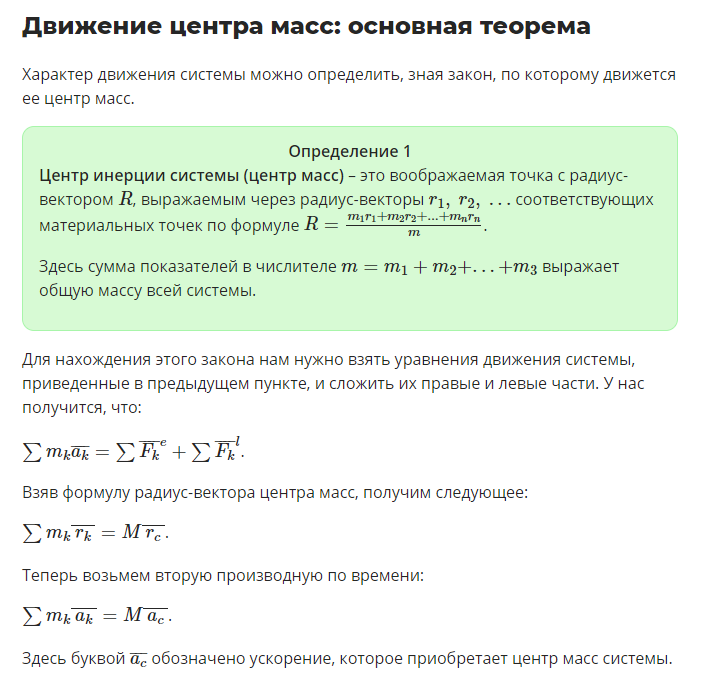 Движение центра масс: основная теорема
Характер движения системы можно определить, зная закон, по которому движется
ее центр масс.
Определение 1
Центр инерции системы (центр масс) – это воображаемая точка с радиус-
вектором $R$, выражаемым через радиус-векторы $r_1, r_2, \ldots$ соответствующих
материальных точек по формуле $R = \frac{m_1 r_1 + m_2 r_2 + \ldots + m_n r_n}{m}$.
Здесь сумма показателей в числителе $m = m_1 + m_2 + \ldots + m_3$ выражает
общую массу всей системы.
Для нахождения этого закона нам нужно взять уравнения движения системы,
приведенные в предыдущем пункте, и сложить их правые и левые части. У нас
получится, что:
$\sum m_k \overline{a_k} = \sum \overline{F_k}^e + \sum \overline{F_k}^l$.
Взяв формулу радиус-вектора центра масс, получим следующее:
$\sum m_k \overline{r_k} = M \overline{r_c}$.
Теперь возьмем вторую производную по времени:
$\sum m_k \overline{a_k} = M \overline{a_c}$.
Здесь буквой $\overline{a_c}$ обозначено ускорение, которое приобретает центр масс системы.